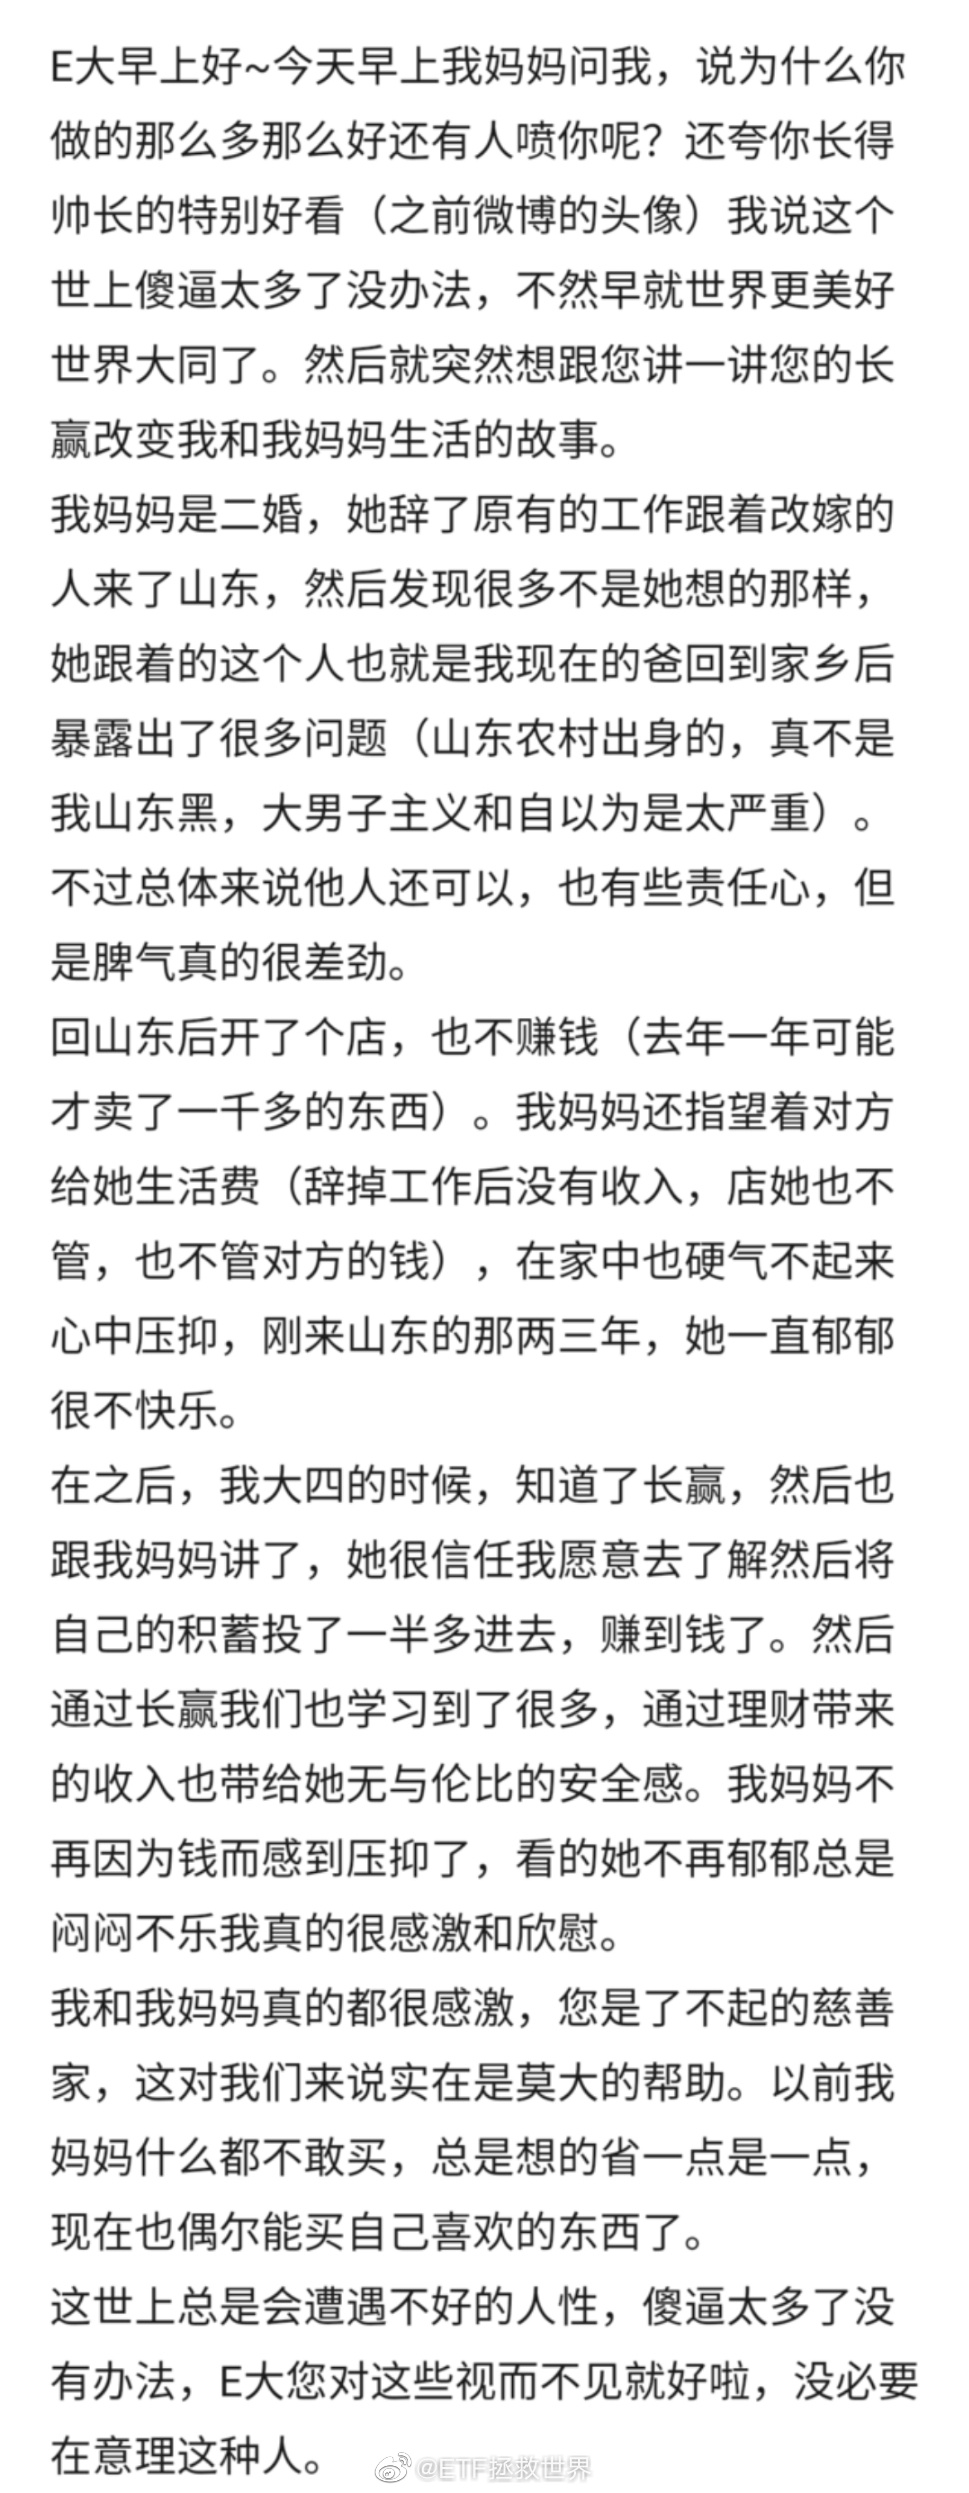 E大早上好~今天早上我妈妈问我，说为什么你
做的那么多那么好还有人喷你呢？还夸你长得
帅长的特别好看（之前微博的头像）我说这个
世上傻逼太多了没办法，不然早就世界更美好
世界大同了。然后就突然想跟您讲一讲您的长
赢改变我和我妈妈生活的故事。
我妈妈是二婚，她辞了原有的工作跟着改嫁的
人来了山东，然后发现很多不是她想的那样，
她跟着的这个人也就是我现在的爸回到家乡后
暴露出了很多问题（山东农村出身的，真不是
我山东黑，大男子主义和自以为是太严重）。
不过总体来说他人还可以，也有些责任心，但
是脾气真的很差劲。
回山东后开了个店，也不赚钱（去年一年可能
才卖了一千多的东西）。我妈妈还指望着对方
给她生活费（辞掉工作后没有收入，店她也不
管，也不管对方的钱），在家中也硬气不起来
心中压抑，刚来山东的那两三年，她一直郁郁
很不快乐。
在之后，我大四的时候，知道了长赢，然后也
跟我妈妈讲了，她很信任我愿意去了解然后将
自己的积蓄投了一半多进去，赚到钱了。然后
通过长赢我们也学习到了很多，通过理财带来
的收入也带给她无与伦比的安全感。我妈妈不
再因为钱而感到压抑了，看的她不再郁郁总是
闷闷不乐我真的很感激和欣慰。
我和我妈妈真的都很感激，您是了不起的慈善
家，这对我们来说实在是莫大的帮助。以前我
妈妈什么都不敢买，总是想的省一点是一点，
现在也偶尔能买自己喜欢的东西了。
这世上总是会遭遇不好的人性，傻逼太多了没
有办法，E大您对这些视而不见就好啦，没必要
在意理这种人。
@ETF拯救世界